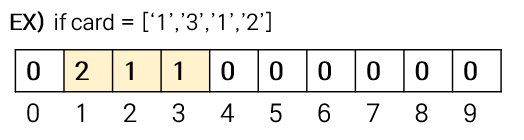 EX) if card = [‘1’,’3’,’1’,’2’]
0 2 1 1 0 0 0 0 0 0
0 1 2 3 4 5 6 7 8 9